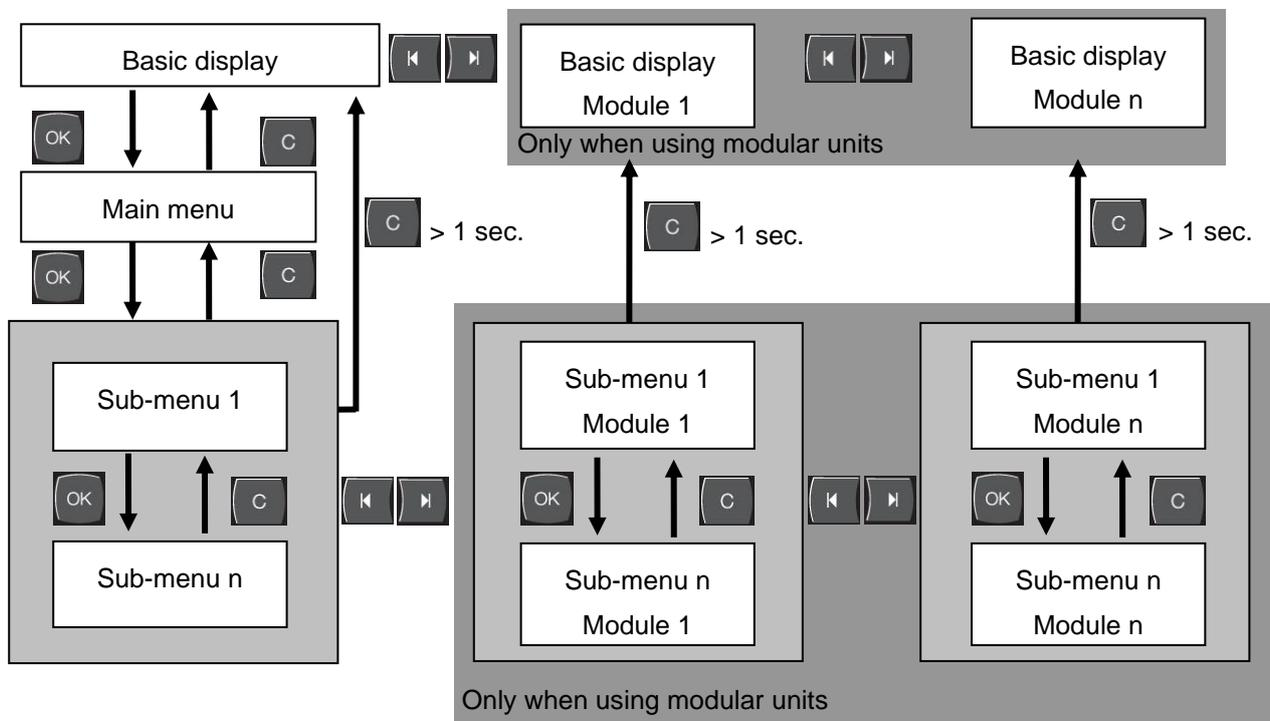 Basic display
Basic display
Module 1
Basic display
Module n
Only when using modular units
OK
C
Main menu
C
> 1 sec.
C
> 1 sec.
C
> 1 sec.
OK
C
Sub-menu 1
OK
C
Sub-menu n
Sub-menu 1
Module 1
OK
C
Sub-menu n
Module 1
Sub-menu 1
Module n
OK
C
Sub-menu n
Module n
Only when using modular units